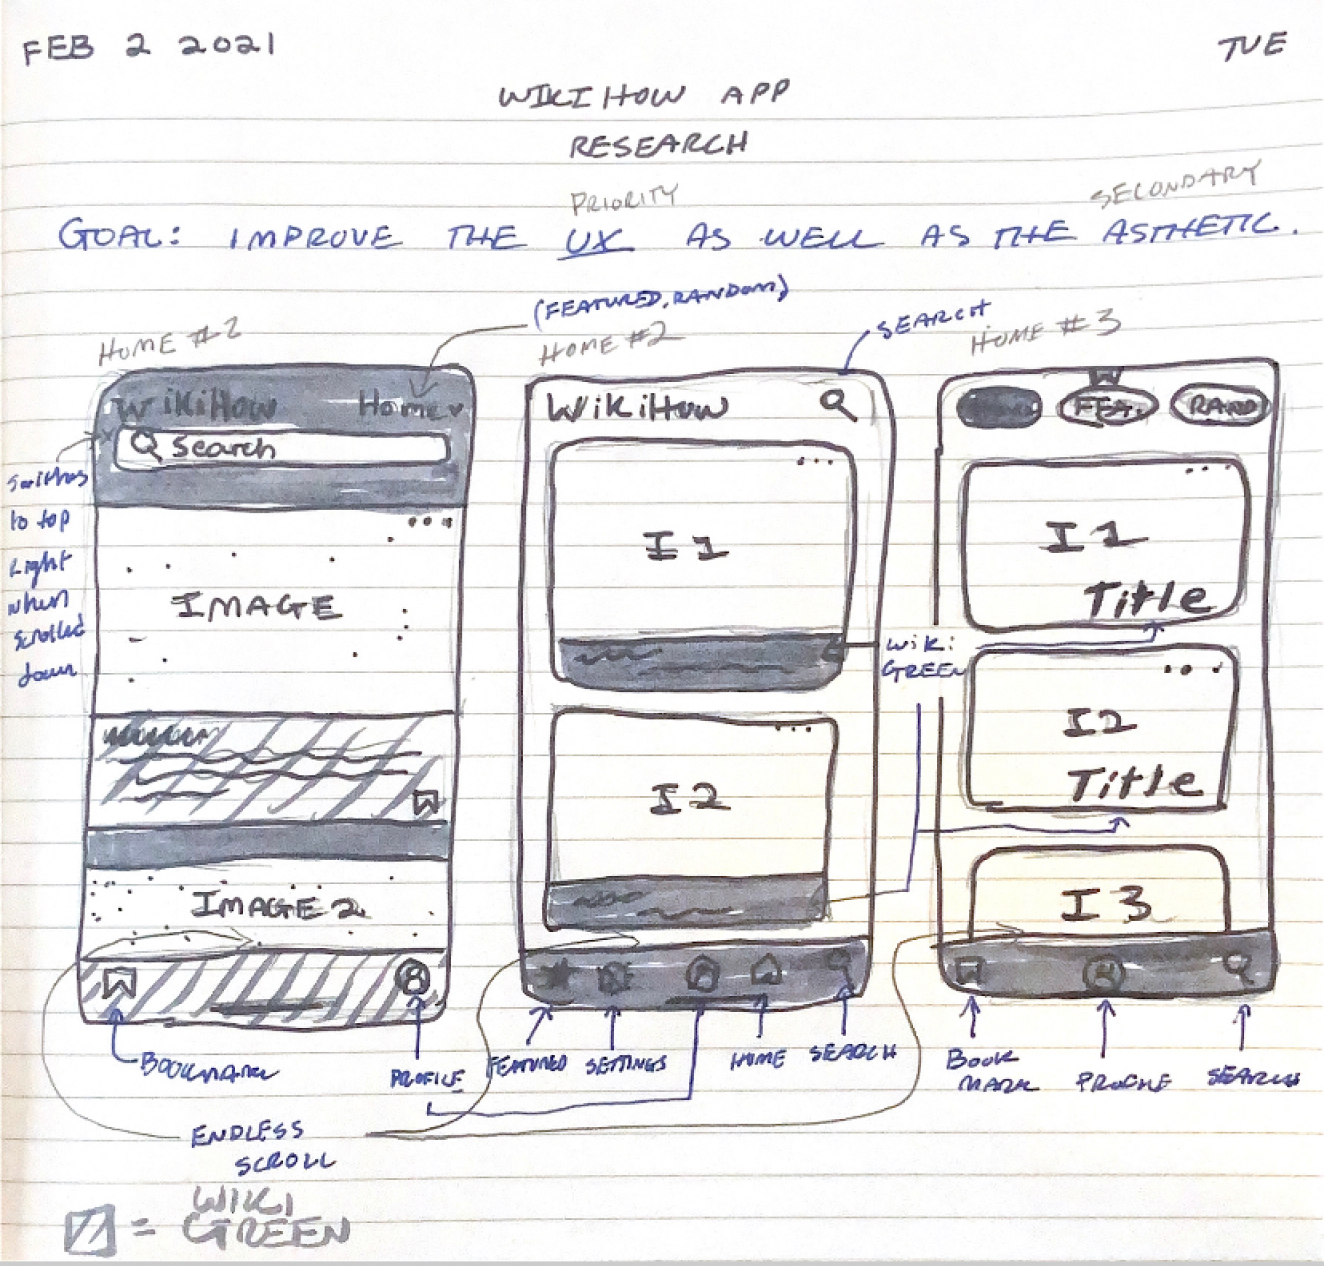 FEB 2 2021
TUE
WIKIHOW APP
RESEARCH
PRIORITY
SECONDARY
GOAL: IMPROVE THE UX AS WELL AS THE ASTHETIC.
(FEATURED, RANDOM)
SEARCH
HOME #2
HOME #2
HOME #3
WikiHow Home
Search
Switches
to top
Light
when
scrolled
down
IMAGE
IMAGE 2
WikiHow
I1
I2
WIKI
GREEN
FEA.
RAND
I1
Title
I2
Title
I3
BOOKMARK
PROFILE
FEATURED
SETTINGS
HOME
SEARCH
BOOK
MARK
PROFILE
SEARCH
ENDLESS
SCROLL
= WIKI
GREEN